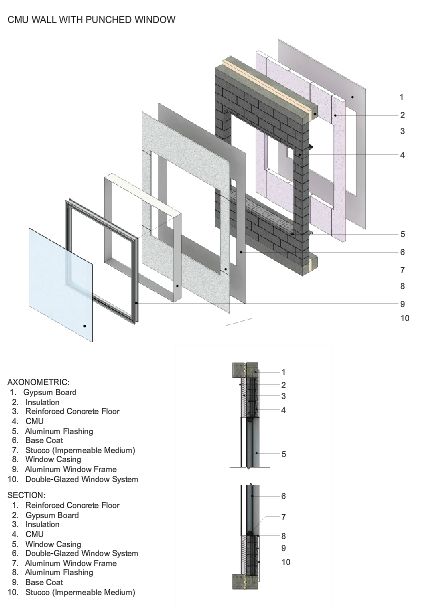 CMU WALL WITH PUNCHED WINDOW
1
2
3
4
5
6
7
8
9
10
AXONOMETRIC:
1. Gypsum Board
2. Insulation
3. Reinforced Concrete Floor
4. CMU
5. Aluminum Flashing
6. Base Coat
7. Stucco (Impermeable Medium)
8. Window Casing
9. Aluminum Window Frame
10. Double-Glazed Window System
SECTION:
1. Reinforced Concrete Floor
2. Gypsum Board
3. Insulation
4. CMU
5. Window Casing
6. Double-Glazed Window System
7. Aluminum Window Frame
8. Aluminum Flashing
9. Base Coat
10. Stucco (Impermeable Medium)
1
2
3
4
5
6
7
8
9
10